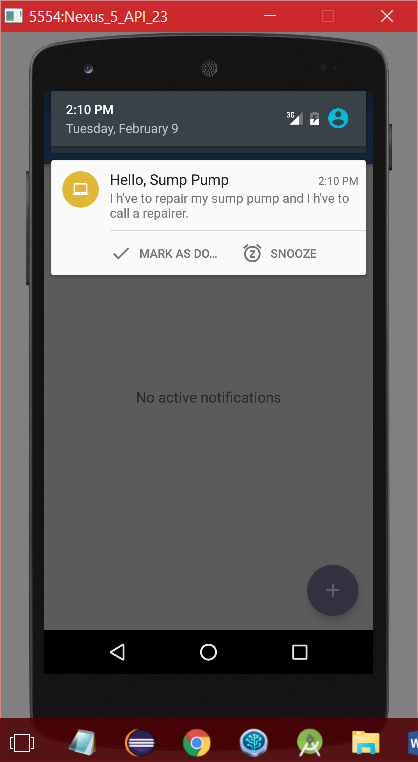 5554:Nexus_5_API_23
2:10 PM
3G
Tuesday, February 9
Hello, Sump Pump
2:10 PM
I h've to repair my sump pump and I h've to
call a repairer.
MARK AS DO...
SNOOZE
No active notifications